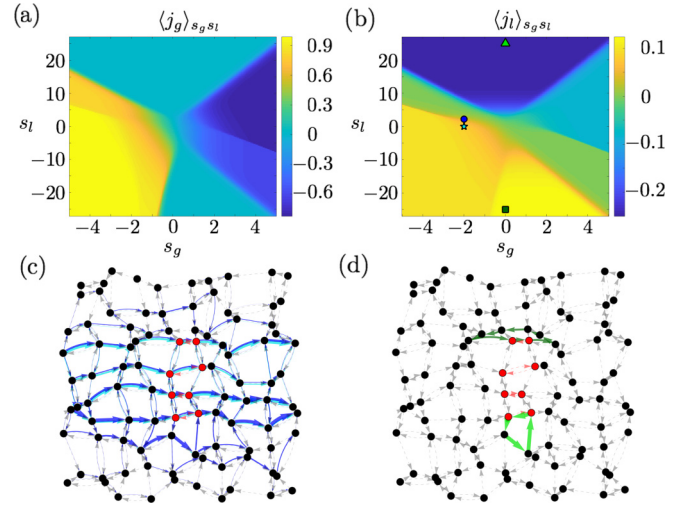 (a) ⟨j_g⟩_{s_g s_l} (b) ⟨j_l⟩_{s_g s_l}
20 0.9 20 0.1
10 0.6 10 0
s_l 0 0.3 s_l 0
−10 0 −10 −0.1
−20 −0.3 −20 −0.2
−0.6
−4 −2 0 2 4 −4 −2 0 2 4
s_g s_g
(c) (d)